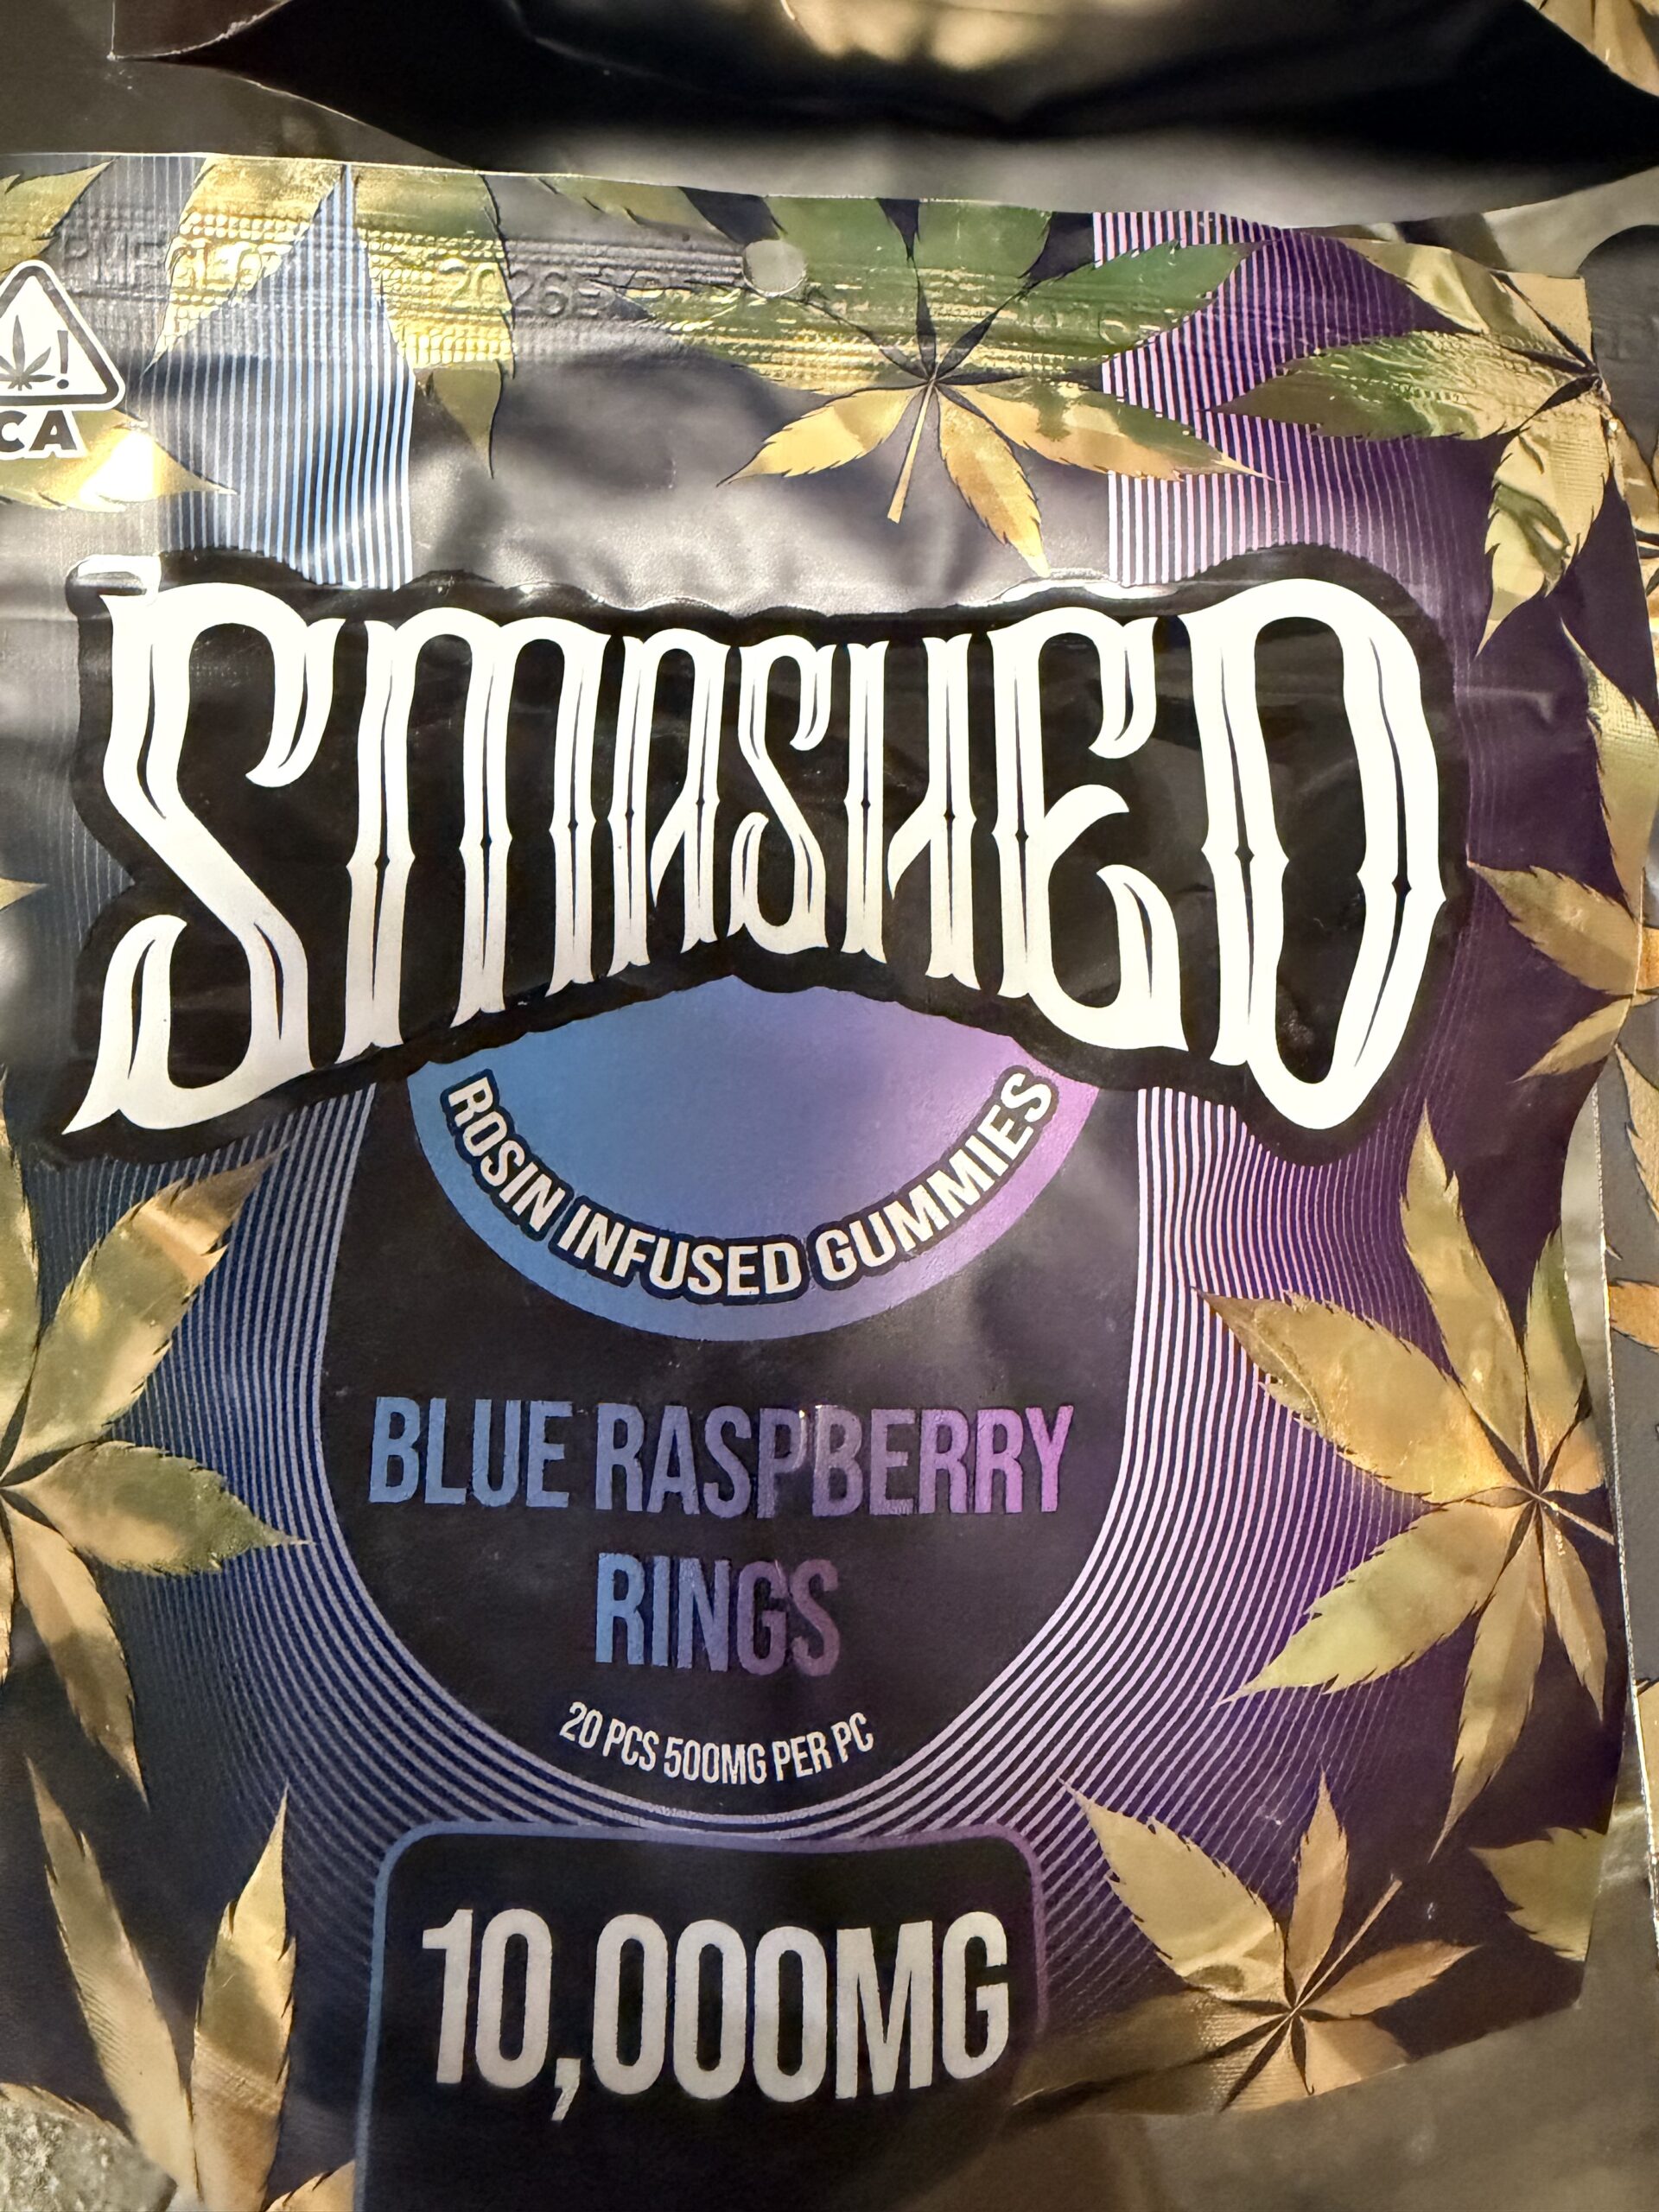 CA
SMASHED
ROSIN INFUSED GUMMIES
BLUE RASPBERRY
RINGS
20 PCS 500MG PER PC
10,000MG